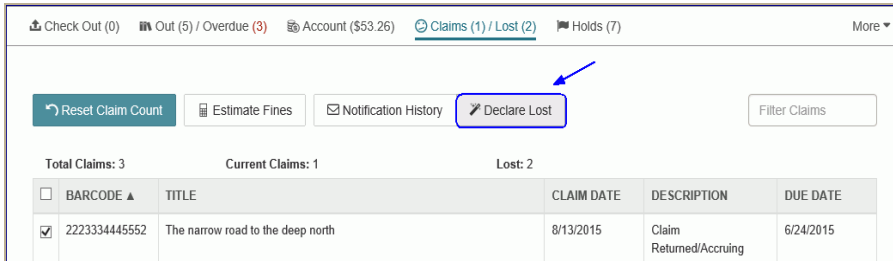 Check Out (0) Out (5) / Overdue (3) Account ($53.26) Claims (1) / Lost (2) Holds (7) More
Reset Claim Count Estimate Fines Notification History Declare Lost Filter Claims
Total Claims: 3 Current Claims: 1 Lost: 2
BARCODE TITLE CLAIM DATE DESCRIPTION DUE DATE
2223334445552 The narrow road to the deep north 8/13/2015 Claim 6/24/2015
Returned/Accruing